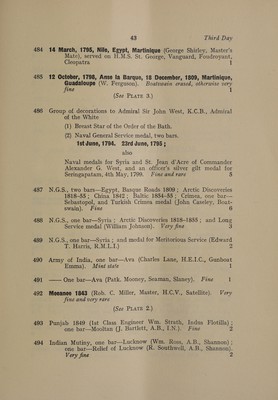 43 Third Day
484 14 March, 1795, Nile, Egypt, Martinique (George Shirley, Master's
Mate), served on H.M.S. St. George, Vanguard, Foudroyant,
Cleopatra 1
485 12 October, 1798, Anse la Barque, 18 December, 1809, Martinique,
Guadaloupe (W. Ferguson). Boatswain erased, otherwise very
fine 1
(See PLATE 3.)
486 Group of decorations to Admiral Sir John West, K.C.B., Admiral
of the White
(1) Breast Star of the Order of the Bath.
(2) Naval General Service medal, two bars.
1st June, 1794. 23rd June, 1795;
also
Naval medals for Syria and St. Jean d'Acre of Commander
Alexander G. West, and an officer's silver gilt medal for
Seringapatam, 4th May, 1799. Fine and rare 5
487 N.G.S., two bars—Egypt, Basque Roads 1809; Arctic Discoveries
1818-55; China 1842; Baltic 1854-55; Crimea, one bar—
Sebastopol, and Turkish Crimea medal (John Caseley, Boat-
swain). Fine 6
488 N.G.S., one bar—Syria; Arctic Discoveries 1818-1855; and Long
Service medal (William Johnson). Very fine 3
489 N.G.S., one bar—Syria; and medal for Meritorious Service (Edward
T. Harris, R.M.L.I.) 2
490 Army of India, one bar—Ava (Charles Lane, H.E.I.C., Gunboat
Emma). Mint state 1
491 —— One bar—Ava (Patk. Mooney, Seaman, Slaney). Fine 1
492 Meeanee 1843 (Rob. C. Miller, Master, H.C.V., Satellite). Very
fine and very rare
(See PLATE 2.)
493 Punjab 1849 (1st Class Engineer Wm. Struth, Indus Flotilla);
one bar—Mooltan (J. Bartlett, A.B., I.N.). Fine 2
494 Indian Mutiny, one bar—Lucknow (Wm. Ross, A.B., Shannon);
one bar—Relief of Lucknow (R. Southwell, A.B., Shannon).
Very fine 2